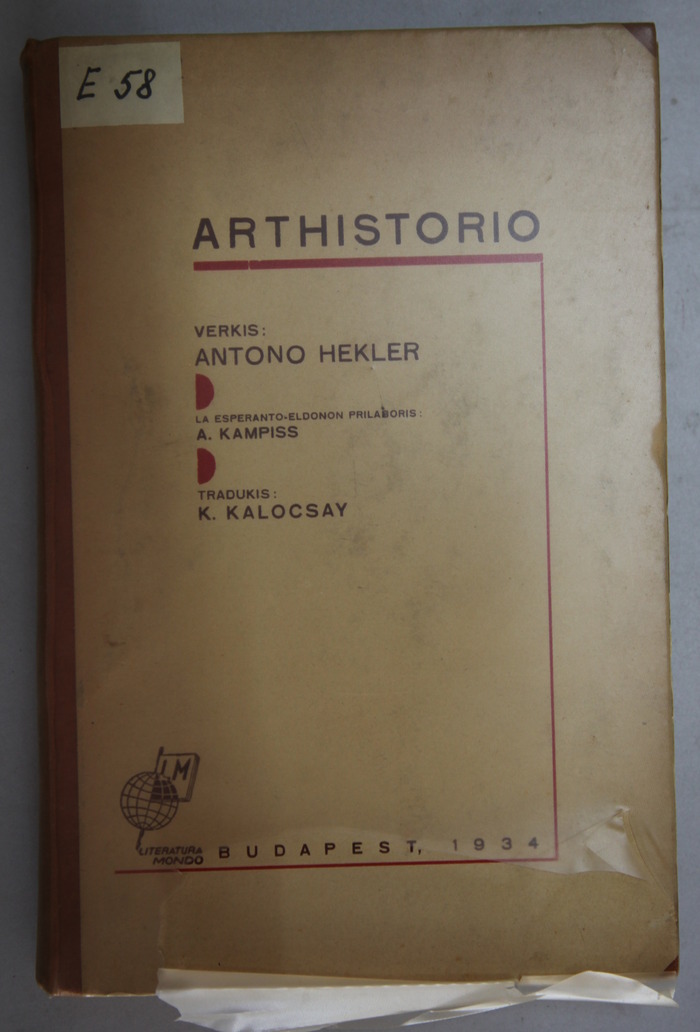 E 58
ARTHISTORIO
VERKIS:
ANTONO HEKLER
LA ESPERANTO-ELDONON PRILABORIS:
A. KAMPISS
TRADUKIS:
K. KALOCSAY
LM
LITERATURA
MONDO
BUDAPEST, 1934